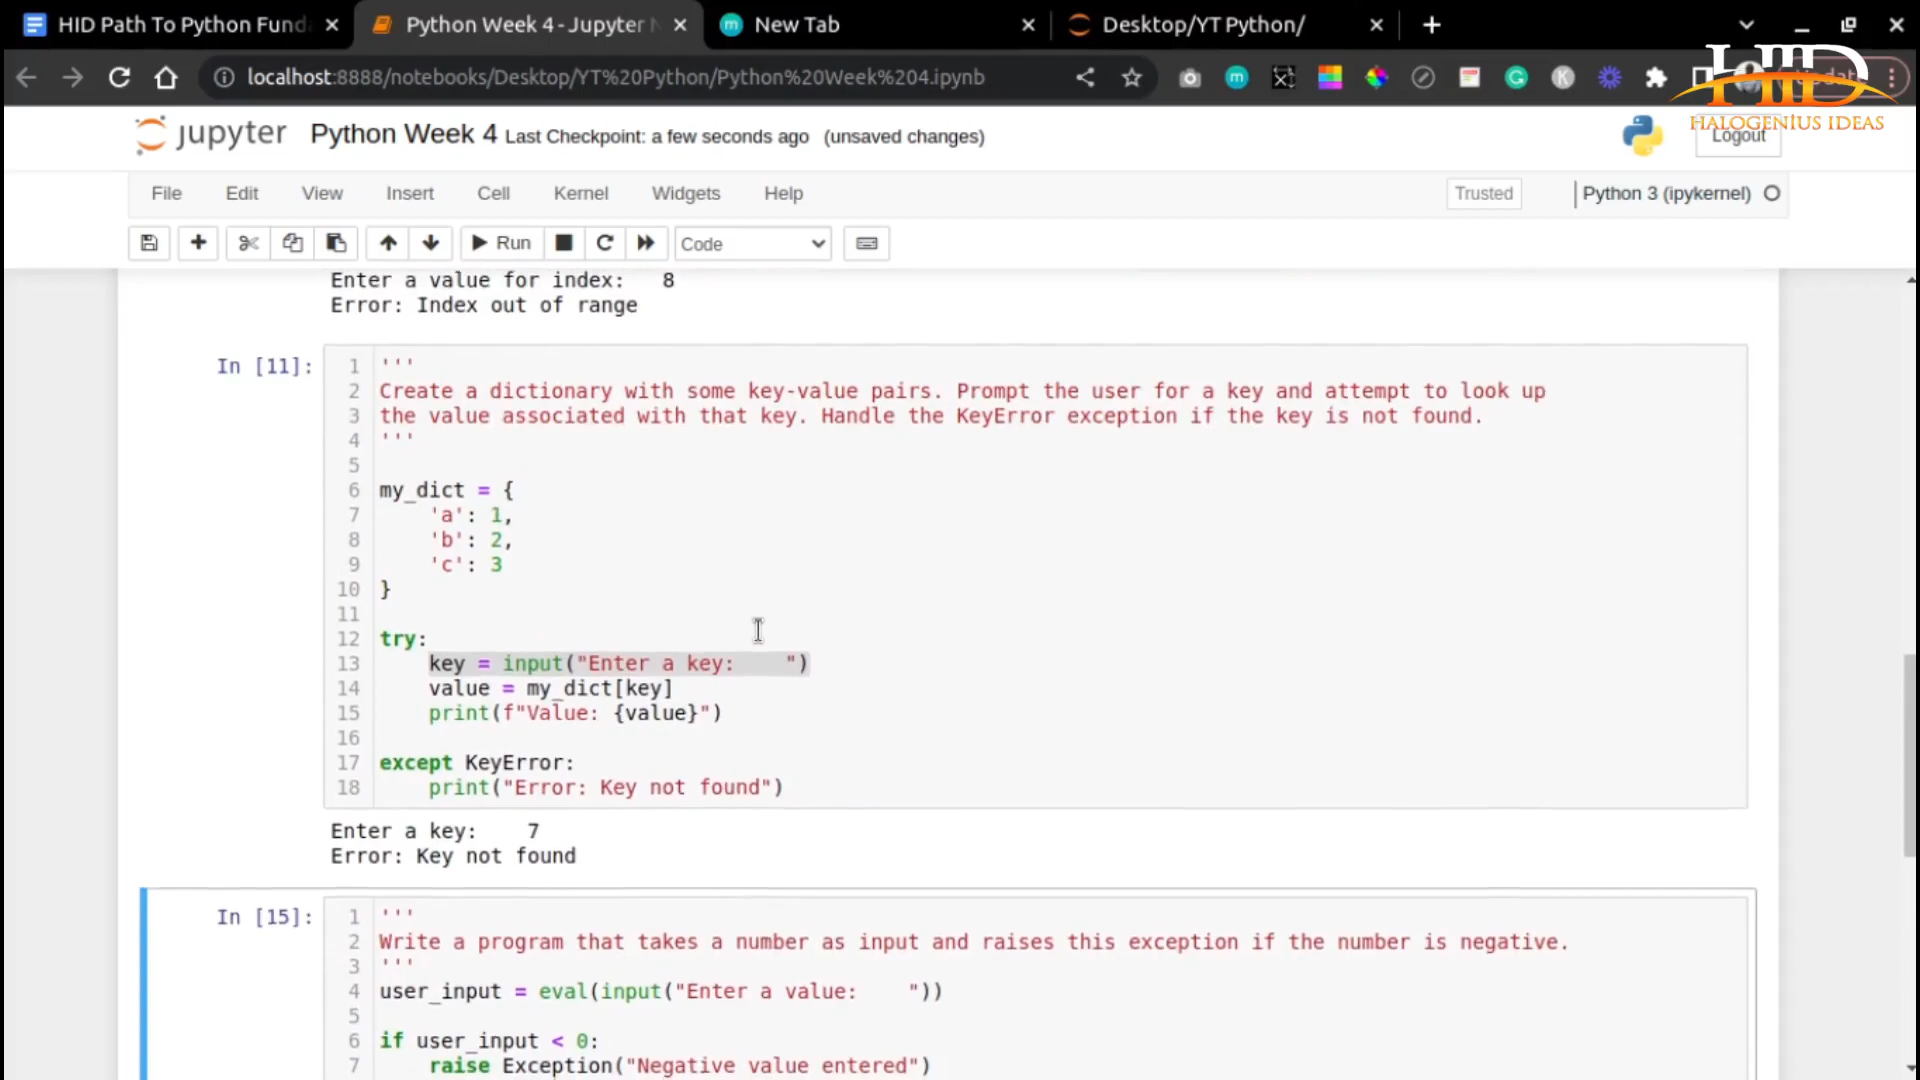 HID Path To Python Fund
Python Week 4 - Jupyter N
New Tab
Desktop/YT Python/
localhost:8888/notebooks/Desktop/YT%20Python/Python%20Week%204.ipynb
HID
HALOGENIUS IDEAS
jupyter Python Week 4 Last Checkpoint: a few seconds ago (unsaved changes)
Logout
File Edit View Insert Cell Kernel Widgets Help
Trusted
Python 3 (ipykernel)
Run
Code
Enter a value for index: 8
Error: Index out of range
In [11]:
1 '''
2 Create a dictionary with some key-value pairs. Prompt the user for a key and attempt to look up
3 the value associated with that key. Handle the KeyError exception if the key is not found.
4 '''
5
6 my_dict = {
7 'a': 1,
8 'b': 2,
9 'c': 3
10 }
11
12 try:
13 key = input("Enter a key:    ")
14 value = my_dict[key]
15 print(f"Value: {value}")
16
17 except KeyError:
18 print("Error: Key not found")
Enter a key: 7
Error: Key not found
In [15]:
1 '''
2 Write a program that takes a number as input and raises this exception if the number is negative.
3 '''
4 user_input = eval(input("Enter a value:    "))
5
6 if user_input < 0:
7 raise Exception("Negative value entered")